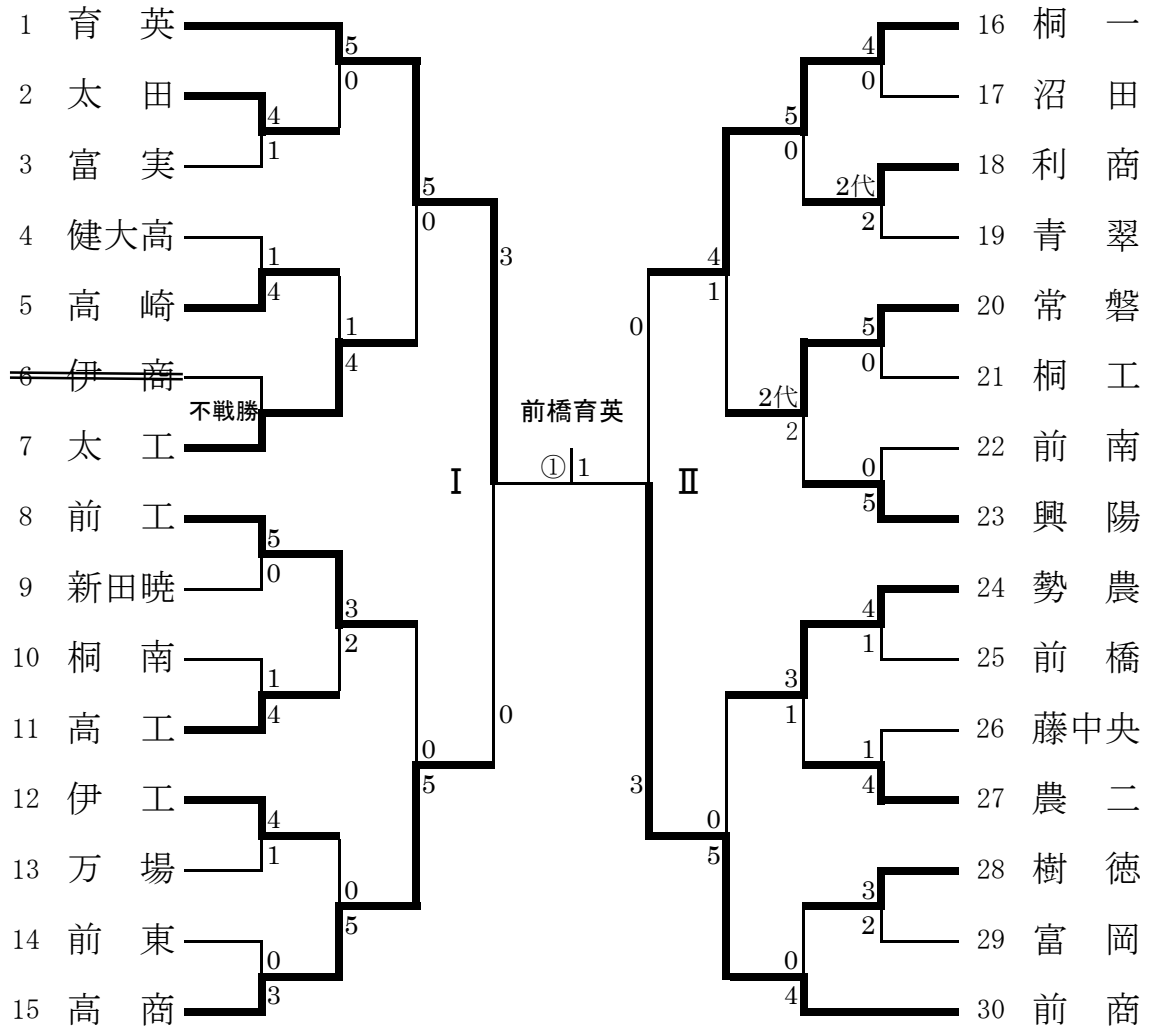 1 育 英
2 太 田
3 富 実
4 健大高
5 高 崎
6 伊 商
7 太 工
8 前 工
9 新田暁
10 桐 南
11 高 工
12 伊 工
13 万 場
14 前 東
15 高 商
4
1
1
4
不戦勝
5
0
1
4
4
1
0
3
5
0
1
4
3
2
0
5
5
0
0
5
3
0
Ⅰ
前橋育英
① 1
Ⅱ
0
3
4
1
0
5
5
0
2代
2
3
1
0
4
4
0
2代
2
5
0
0
5
4
1
1
4
3
2
16 桐 一
17 沼 田
18 利 商
19 青 翠
20 常 磐
21 桐 工
22 前 南
23 興 陽
24 勢 農
25 前 橋
26 藤中央
27 農 二
28 樹 徳
29 富 岡
30 前 商